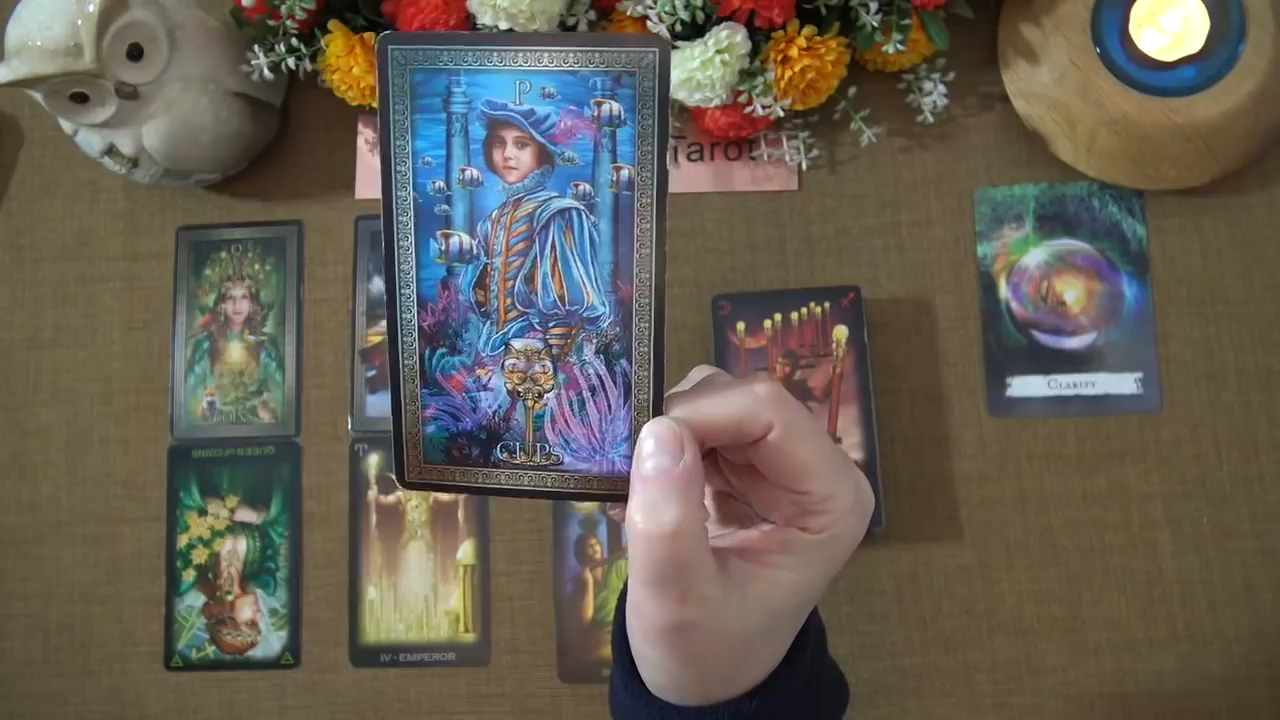 P
Tarot
CUPS
CLARITY
QUEEN OF COINS
IV · EMPEROR